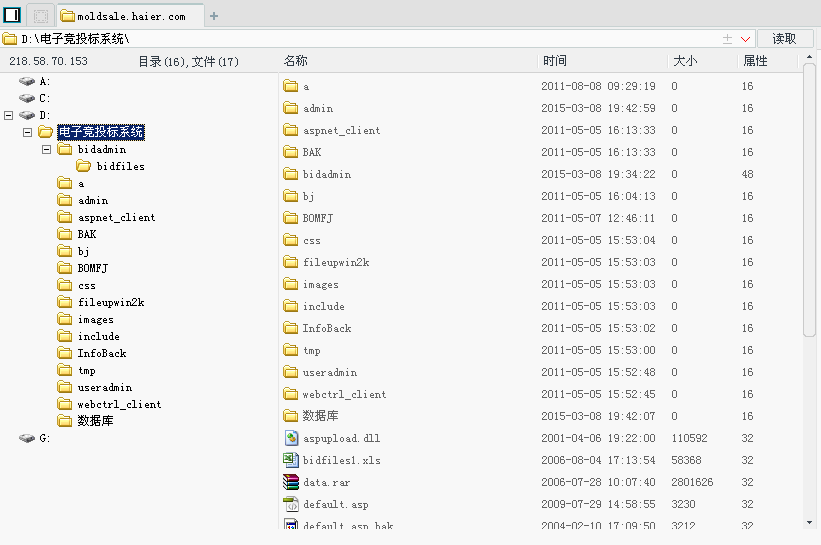 moldsale.haier.com
D:\电子竞投标系统\ 读取
218.58.70.153 目录(16),文件(17) 名称 时间 大小 属性
A:
C:
D:
电子竞投标系统
bidadmin
bidfiles
a
admin
aspnet_client
BAK
bj
BOMFJ
css
fileupwin2k
images
include
InfoBack
tmp
useradmin
webctrl_client
数据库
G:
a 2011-08-08 09:29:19 0 16
admin 2015-03-08 19:42:59 0 16
aspnet_client 2011-05-05 16:13:33 0 16
BAK 2011-05-05 16:13:33 0 16
bidadmin 2015-03-08 19:34:22 0 48
bj 2011-05-05 16:04:13 0 16
BOMFJ 2011-05-07 12:46:11 0 16
css 2011-05-05 15:53:04 0 16
fileupwin2k 2011-05-05 15:53:03 0 16
images 2011-05-05 15:53:03 0 16
include 2011-05-05 15:53:03 0 16
InfoBack 2011-05-05 15:53:02 0 16
tmp 2011-05-05 15:53:00 0 16
useradmin 2011-05-05 15:52:48 0 16
webctrl_client 2011-05-05 15:52:45 0 16
数据库 2015-03-08 19:42:07 0 16
aspupload.dll 2001-04-06 19:22:00 110592 32
bidfiles1.xls 2006-08-04 17:13:54 58368 32
data.rar 2006-07-28 10:07:40 2801626 32
default.asp 2009-07-29 14:58:55 3230 32
default.asp.bak 2004-02-10 17:09:50 3212 32